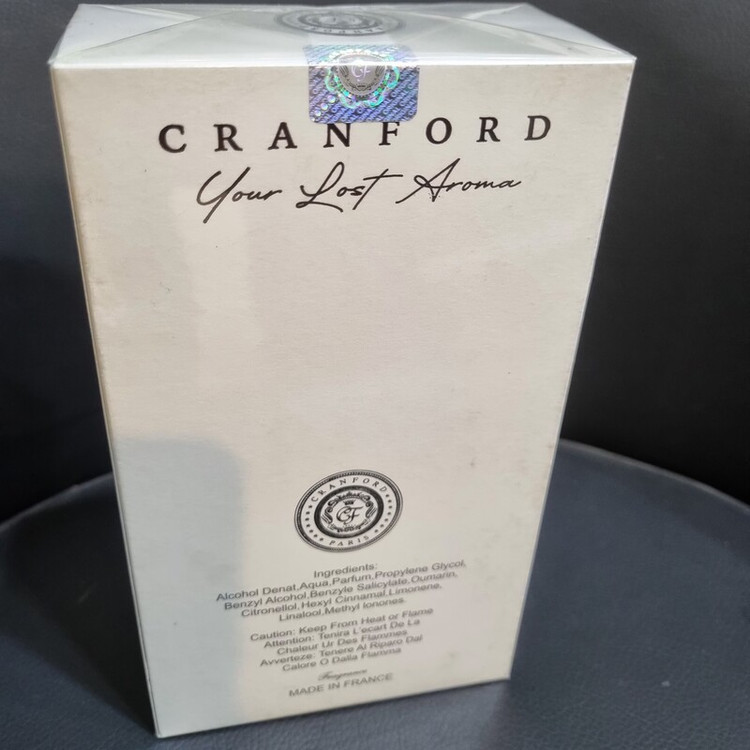 CRANFORD
Your Lost Aroma
CRANFORD
CF
PARIS
Ingredients:
Alcohol Denat,Aqua,Parfum,Propylene Glycol,
Benzyl Alcohol,Benzyle Salicylate,Oumarin,
Citronellol,Hexyl Cinnamal,Limonene,
Linalool,Methyl Ionones
Caution: Keep From Heat or Flame
Attention: Tenira L'ecart De La
Chaleur Ur Des Flammes
Avverteze: Tenere Al Riparo Dal
Calore O Dalla Flamma
Fragrance
MADE IN FRANCE